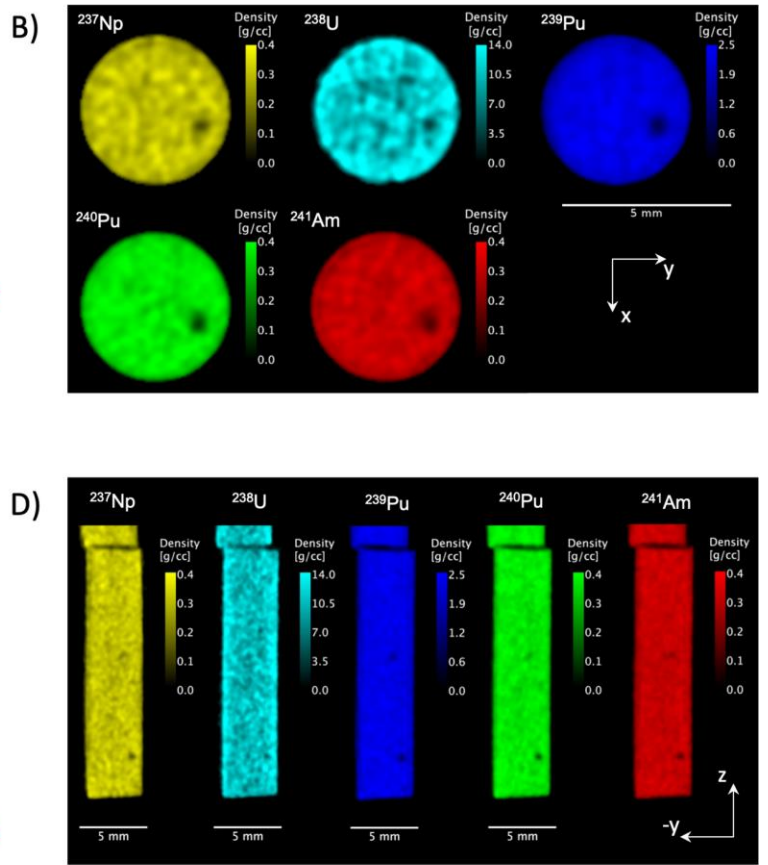 B)
²³⁷Np
Density
[g/cc]
0.4
0.3
0.2
0.1
0.0
²³⁸U
Density
[g/cc]
14.0
10.5
7.0
3.5
0.0
²³⁹Pu
Density
[g/cc]
2.5
1.9
1.2
0.6
0.0
5 mm
²⁴⁰Pu
Density
[g/cc]
0.4
0.3
0.2
0.1
0.0
²⁴¹Am
Density
[g/cc]
0.4
0.3
0.2
0.1
0.0
y
x
D)
²³⁷Np
Density
[g/cc]
0.4
0.3
0.2
0.1
0.0
5 mm
²³⁸U
Density
[g/cc]
14.0
10.5
7.0
3.5
0.0
5 mm
²³⁹Pu
Density
[g/cc]
2.5
1.9
1.2
0.6
0.0
5 mm
²⁴⁰Pu
Density
[g/cc]
0.4
0.3
0.2
0.1
0.0
5 mm
²⁴¹Am
Density
[g/cc]
0.4
0.3
0.2
0.1
0.0
5 mm
z
-y